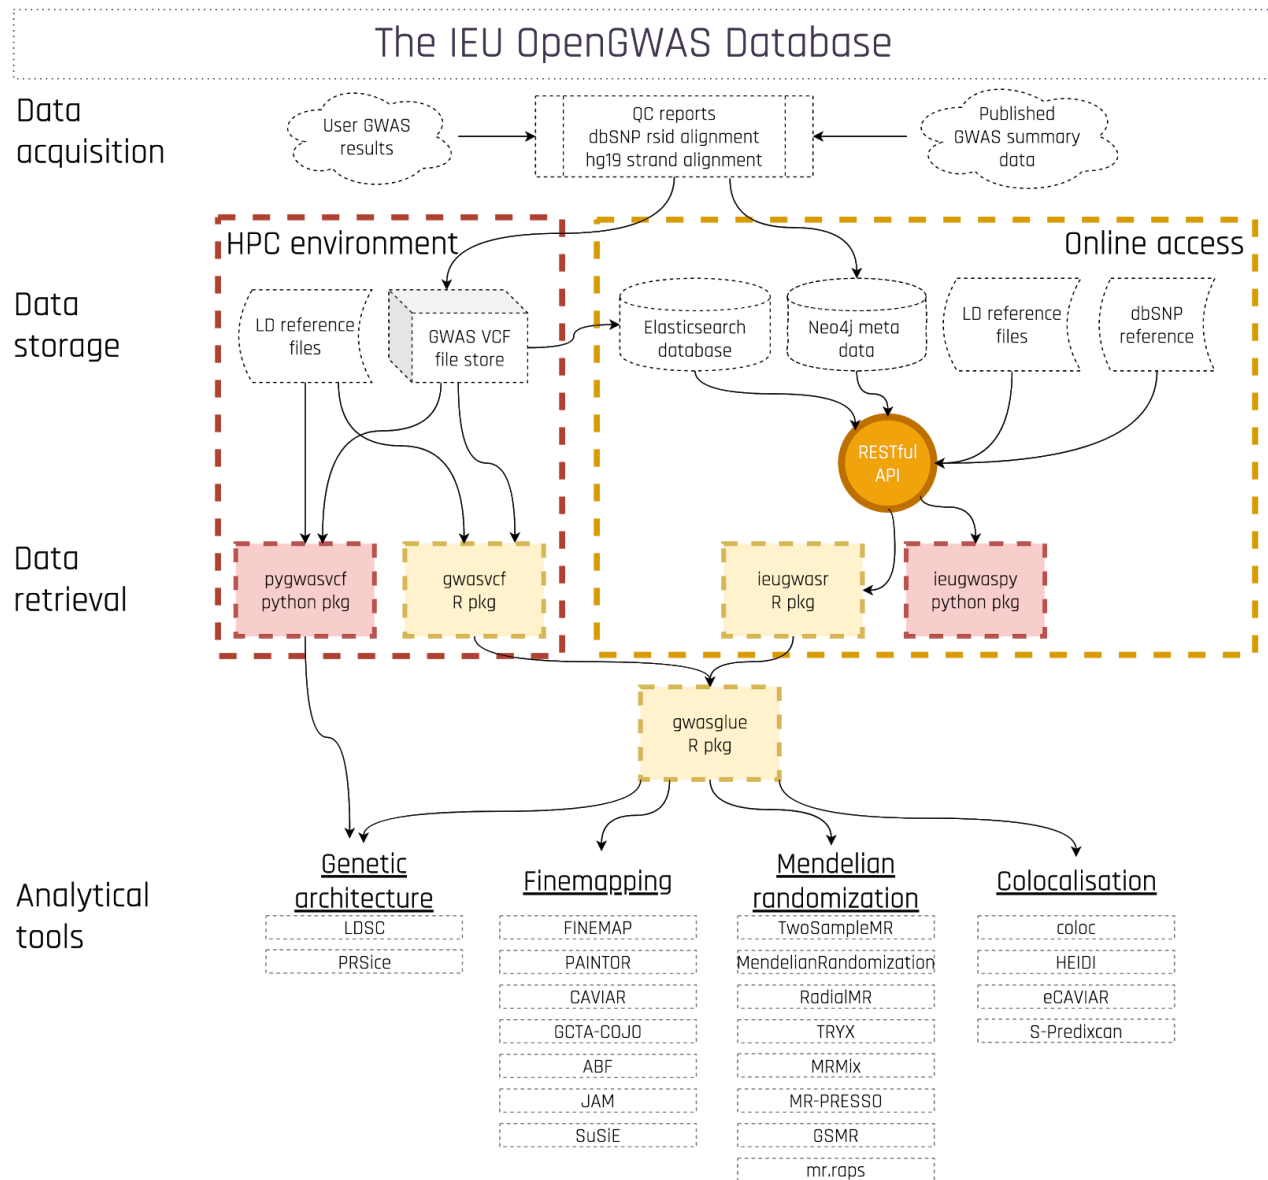 The IEU OpenGWAS Database
Data
acquisition
User GWAS
results
QC reports
dbSNP rsid alignment
hg19 strand alignment
Published
GWAS summary
data
HPC environment
Online access
Data
storage
LD reference
files
GWAS VCF
file store
Elasticsearch
database
Neo4j meta
data
LD reference
files
dbSNP
reference
RESTful
API
Data
retrieval
pygwasvcf
python pkg
gwasvcf
R pkg
ieugwasr
R pkg
ieugwaspy
python pkg
gwasglue
R pkg
Analytical
tools
Genetic
architecture
LDSC
PRSice
Finemapping
FINEMAP
PAINTOR
CAVIAR
GCTA-COJO
ABF
JAM
SuSiE
Mendelian
randomization
TwoSampleMR
MendelianRandomization
RadialMR
TRYX
MRMix
MR-PRESSO
GSMR
mr.raps
Colocalisation
coloc
HEIDI
eCAVIAR
S-Predixcan